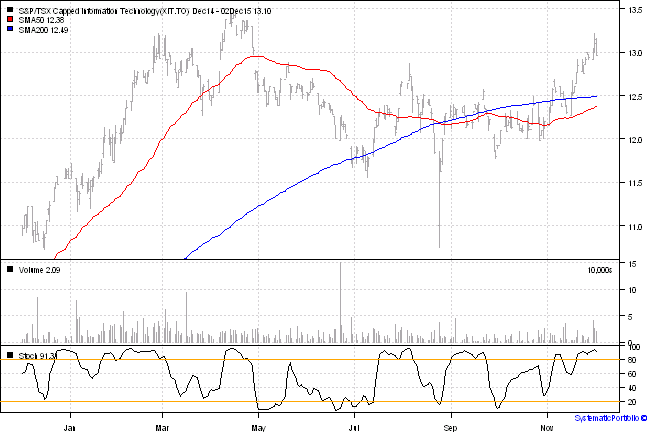 S&P/TSX Capped Information Technology(XIT.TO) Dec14 - 02Dec15 13.10
SMA50 12.38
SMA200 12.49
13.5
13.0
12.5
12.0
11.5
11.0
Volume 2.09
10,000s
15
10
5
0
Stoch 91.31
100
80
60
40
20
Jan Mar May Jul Sep Nov
SystematicPortfolio ©